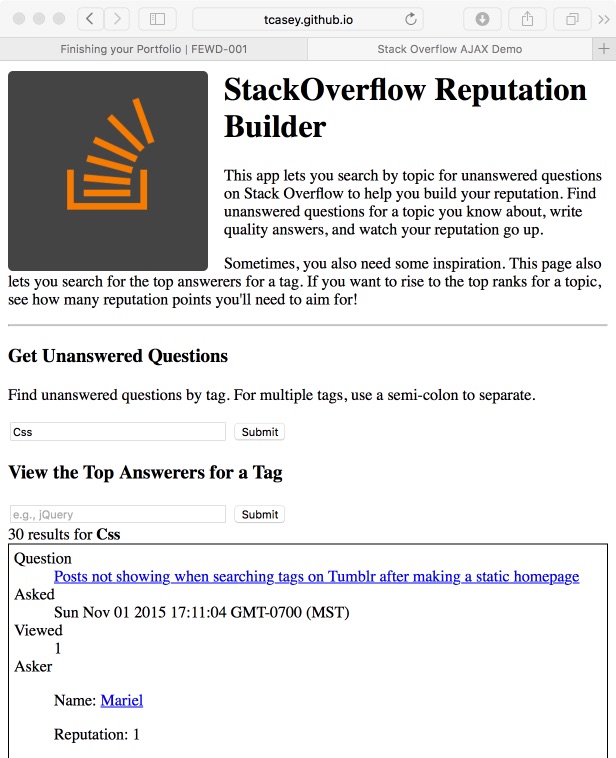 tcasey.github.io
Finishing your Portfolio | FEWD-001
Stack Overflow AJAX Demo
StackOverflow Reputation
Builder
This app lets you search by topic for unanswered questions
on Stack Overflow to help you build your reputation. Find
unanswered questions for a topic you know about, write
quality answers, and watch your reputation go up.
Sometimes, you also need some inspiration. This page also
lets you search for the top answerers for a tag. If you want to rise to the top ranks for a topic,
see how many reputation points you'll need to aim for!
Get Unanswered Questions
Find unanswered questions by tag. For multiple tags, use a semi-colon to separate.
Css Submit
View the Top Answerers for a Tag
e.g., jQuery Submit
30 results for Css
Question
Posts not showing when searching tags on Tumblr after making a static homepage
Asked
Sun Nov 01 2015 17:11:04 GMT-0700 (MST)
Viewed
1
Asker
Name: Mariel
Reputation: 1